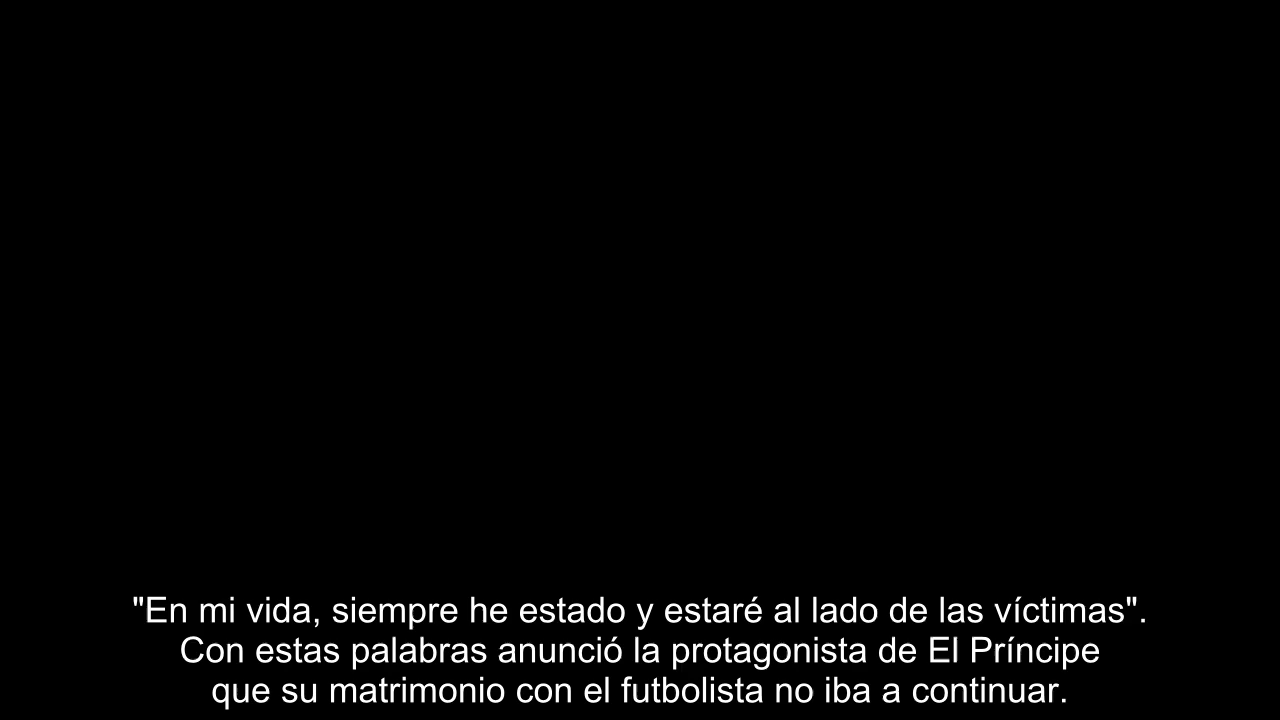 "En mi vida, siempre he estado y estaré al lado de las víctimas".
Con estas palabras anunció la protagonista de El Príncipe
que su matrimonio con el futbolista no iba a continuar.